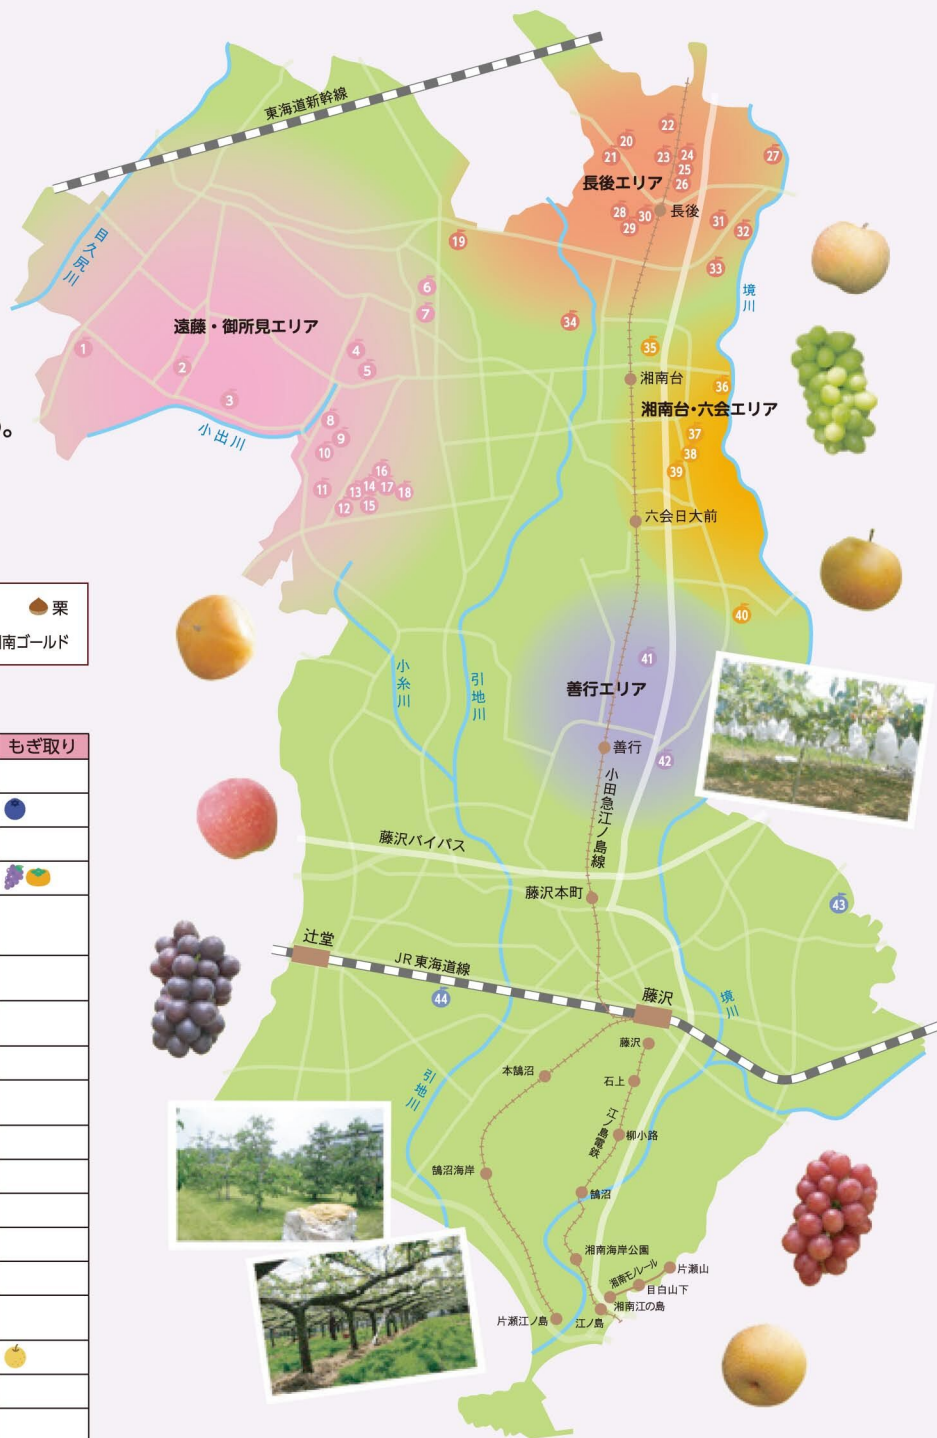 東海道新幹線
22
20
21
23
24
25
26
27
長後エリア
28
29
30
長後
31
32
33
19
目久尻川
境川
6
7
34
遠藤・御所見エリア
1
2
3
4
5
35
湘南台
36
湘南台・六会エリア
小出川
37
38
39
8
9
10
11
12
13
14
15
16
17
18
六会日大前
。
栗
南ゴールド
40
41
善行エリア
小糸川
引地川
善行
42
もぎ取り
小田急江ノ島線
藤沢バイパス
藤沢本町
43
辻堂
JR東海道線
44
藤沢
境川
藤沢
本鵠沼
石上
引地川
江ノ島電鉄
柳小路
鵠沼海岸
鵠沼
湘南海岸公園
湘南モノレール
片瀬山
目白山下
湘南江の島
片瀬江ノ島
江ノ島